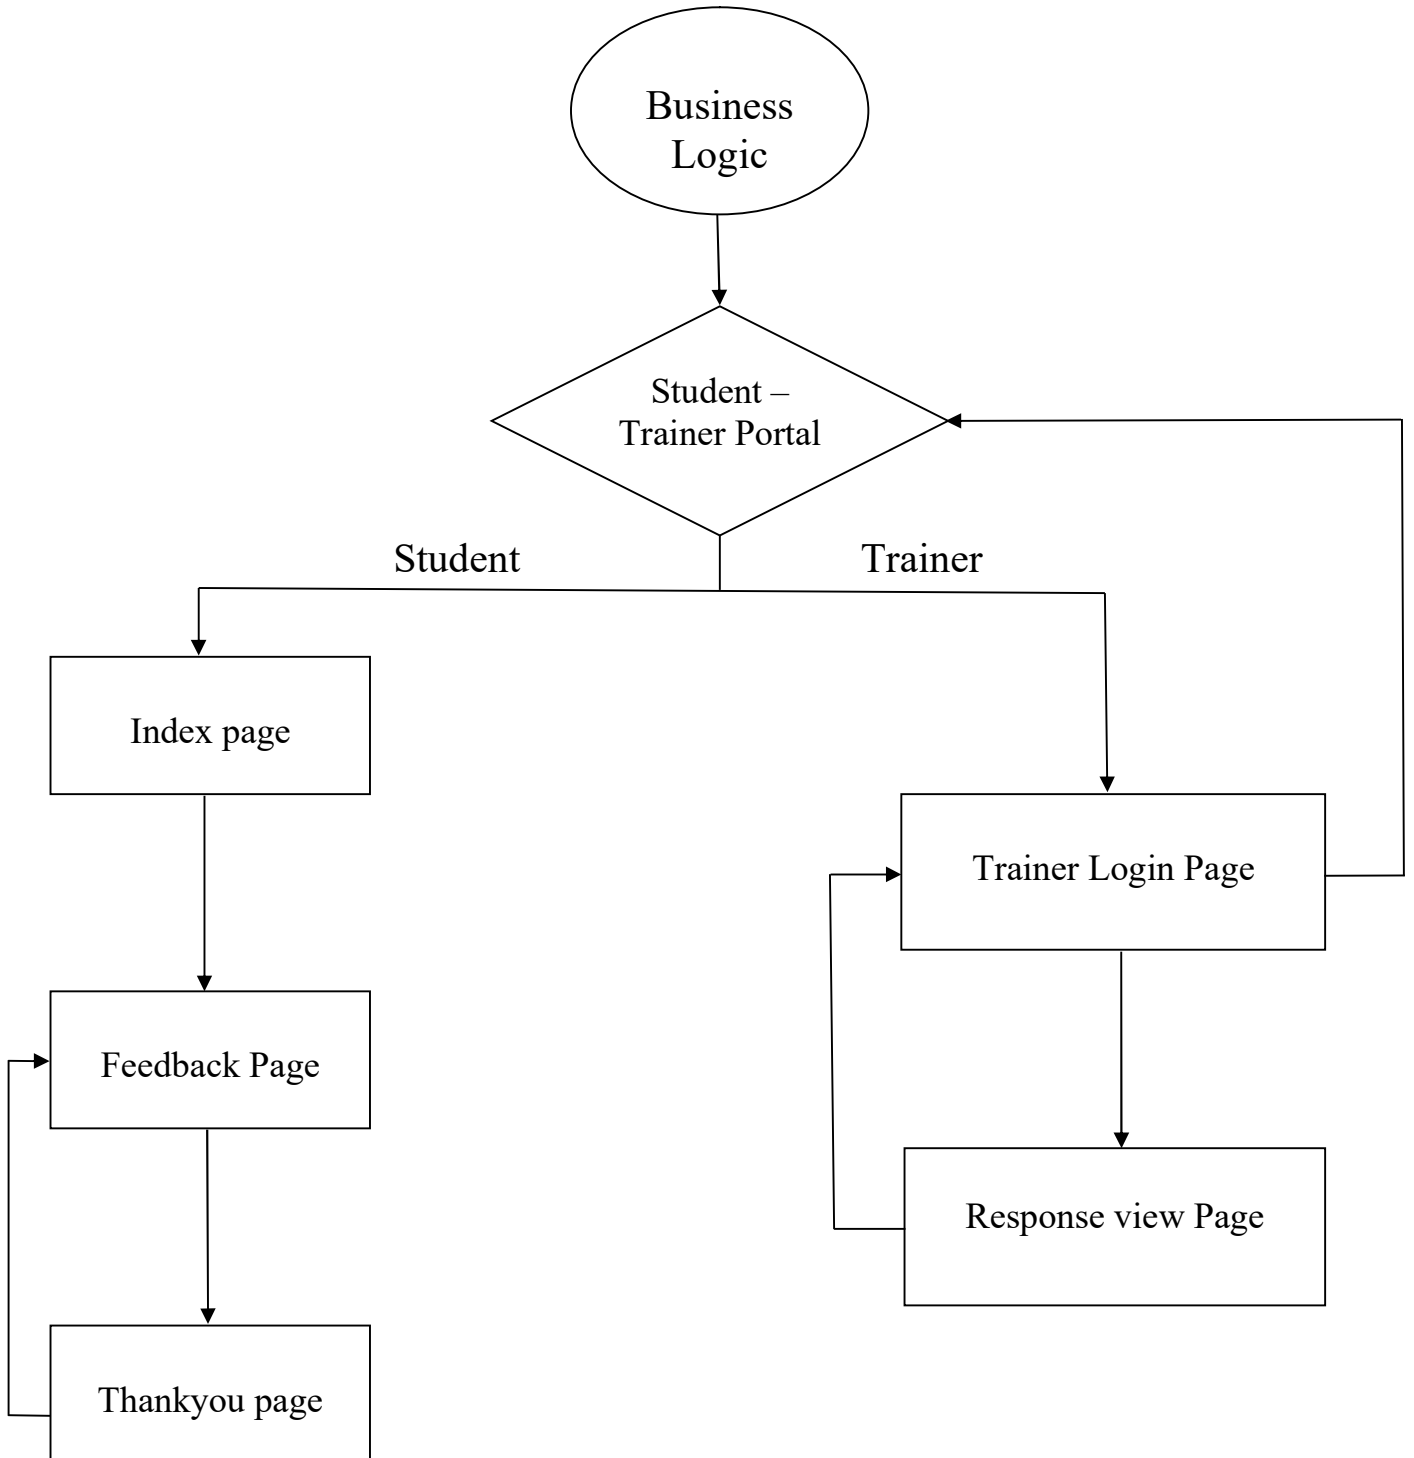 Business
Logic
Student –
Trainer Portal
Student
Trainer
Index page
Trainer Login Page
Feedback Page
Response view Page
Thankyou page